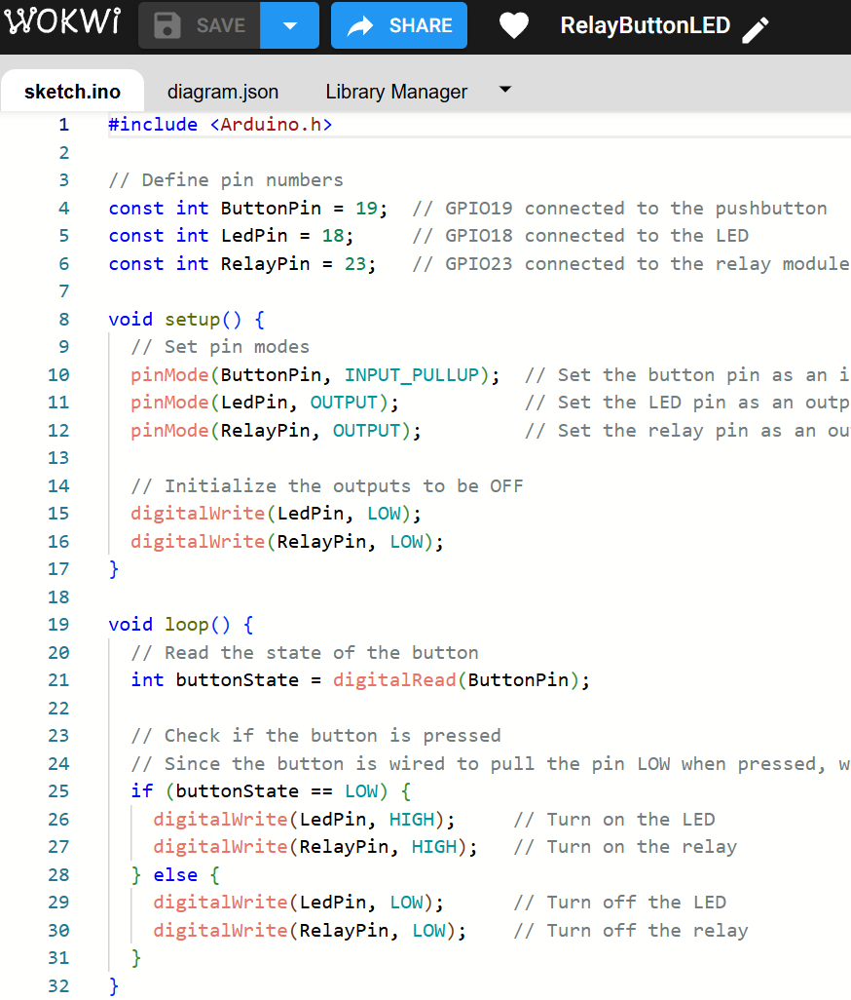 WOKWI SAVE SHARE RelayButtonLED
sketch.ino diagram.json Library Manager
1 #include <Arduino.h>
2
3 // Define pin numbers
4 const int ButtonPin = 19;  // GPIO19 connected to the pushbutton
5 const int LedPin = 18;     // GPIO18 connected to the LED
6 const int RelayPin = 23;   // GPIO23 connected to the relay module
7
8 void setup() {
9   // Set pin modes
10   pinMode(ButtonPin, INPUT_PULLUP);  // Set the button pin as an i
11   pinMode(LedPin, OUTPUT);           // Set the LED pin as an outp
12   pinMode(RelayPin, OUTPUT);         // Set the relay pin as an ou
13
14   // Initialize the outputs to be OFF
15   digitalWrite(LedPin, LOW);
16   digitalWrite(RelayPin, LOW);
17 }
18
19 void loop() {
20   // Read the state of the button
21   int buttonState = digitalRead(ButtonPin);
22
23   // Check if the button is pressed
24   // Since the button is wired to pull the pin LOW when pressed, w
25   if (buttonState == LOW) {
26     digitalWrite(LedPin, HIGH);     // Turn on the LED
27     digitalWrite(RelayPin, HIGH);   // Turn on the relay
28   } else {
29     digitalWrite(LedPin, LOW);      // Turn off the LED
30     digitalWrite(RelayPin, LOW);    // Turn off the relay
31   }
32 }